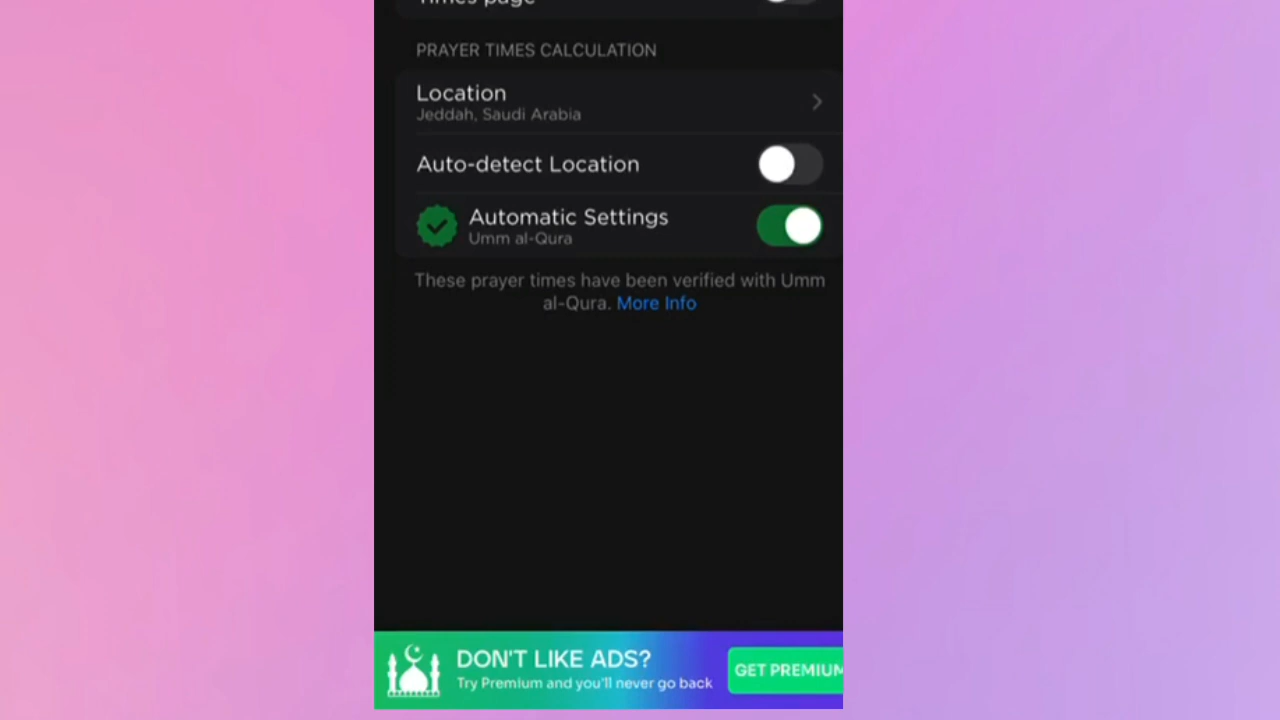 Times page
PRAYER TIMES CALCULATION
Location
Jeddah, Saudi Arabia
Auto-detect Location
Automatic Settings
Umm al-Qura
These prayer times have been verified with Umm
al-Qura. More Info
DON'T LIKE ADS?
Try Premium and you'll never go back
GET PREMIUM